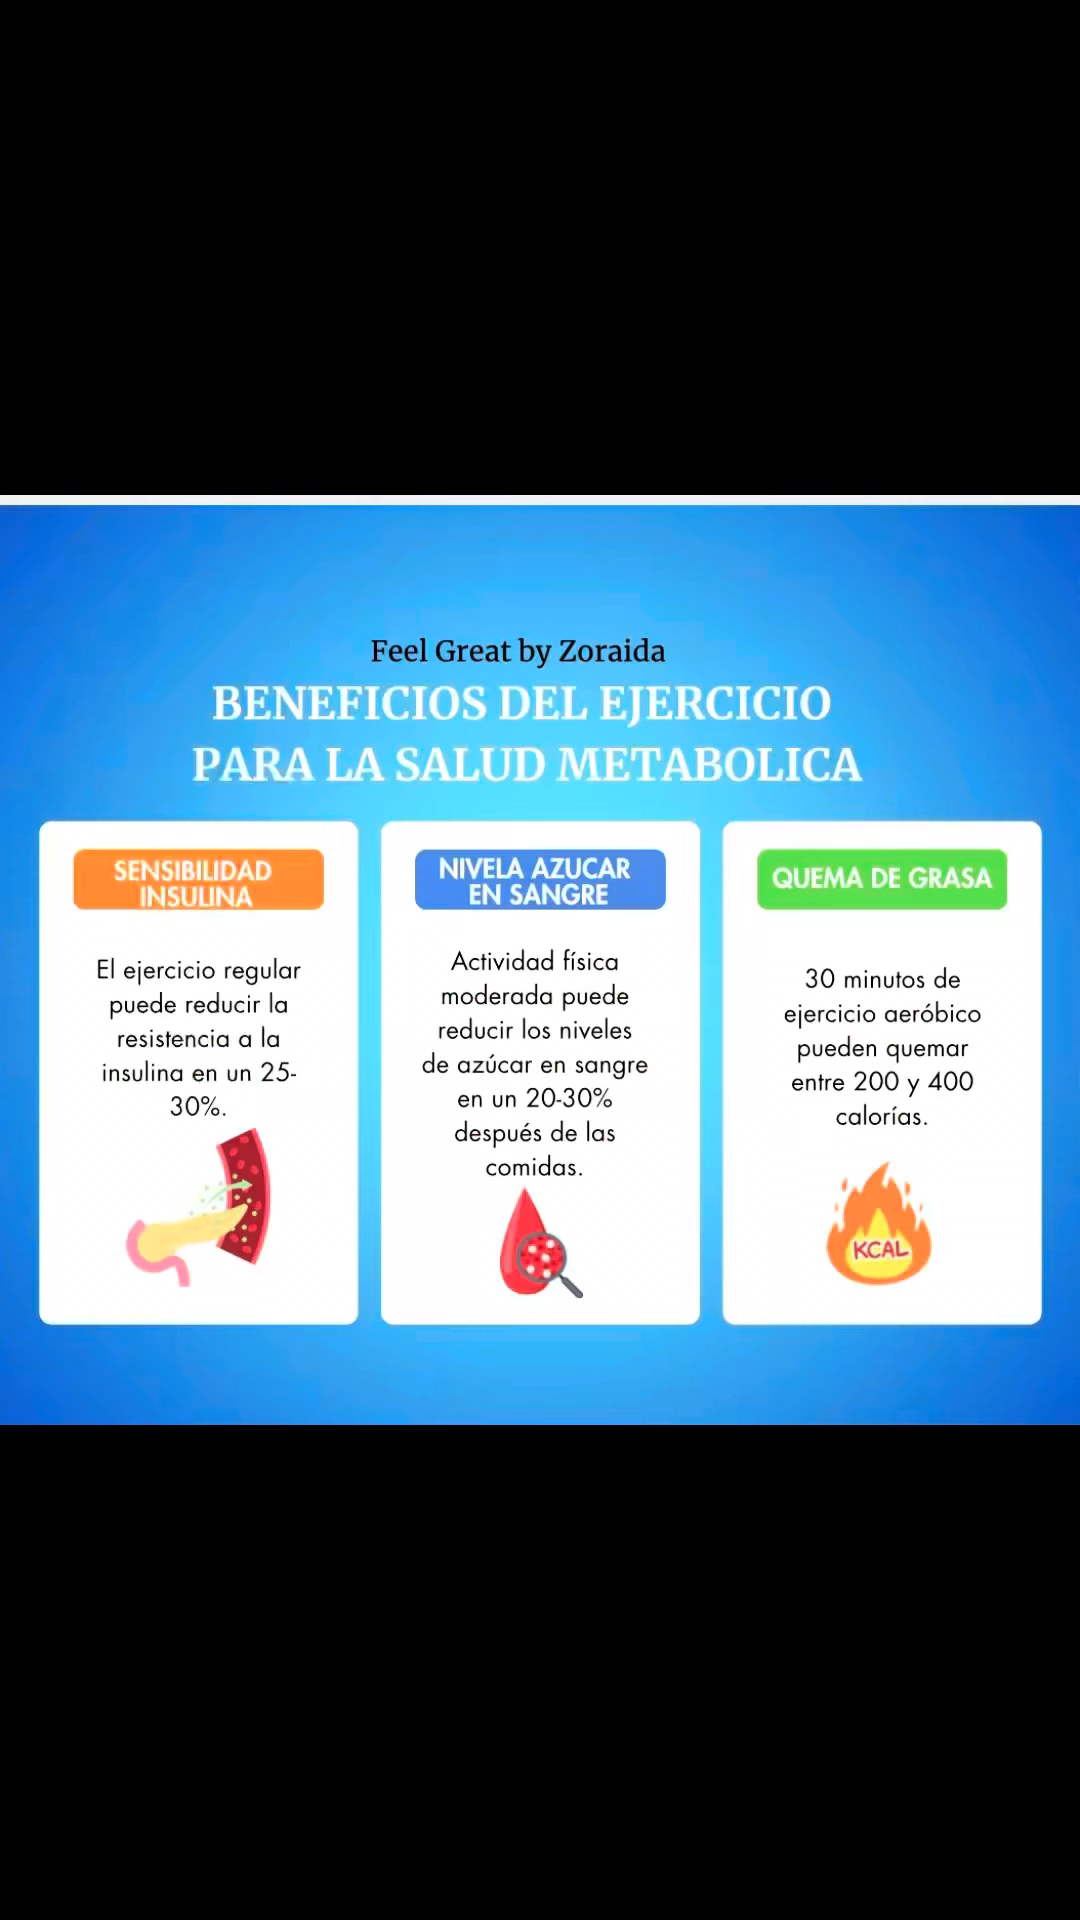 Feel Great by Zoraida
BENEFICIOS DEL EJERCICIO
PARA LA SALUD METABOLICA
SENSIBILIDAD
INSULINA
El ejercicio regular
puede reducir la
resistencia a la
insulina en un 25-
30%.
NIVELA AZUCAR
EN SANGRE
Actividad física
moderada puede
reducir los niveles
de azúcar en sangre
en un 20-30%
después de las
comidas.
QUEMA DE GRASA
30 minutos de
ejercicio aeróbico
pueden quemar
entre 200 y 400
calorías.
KCAL